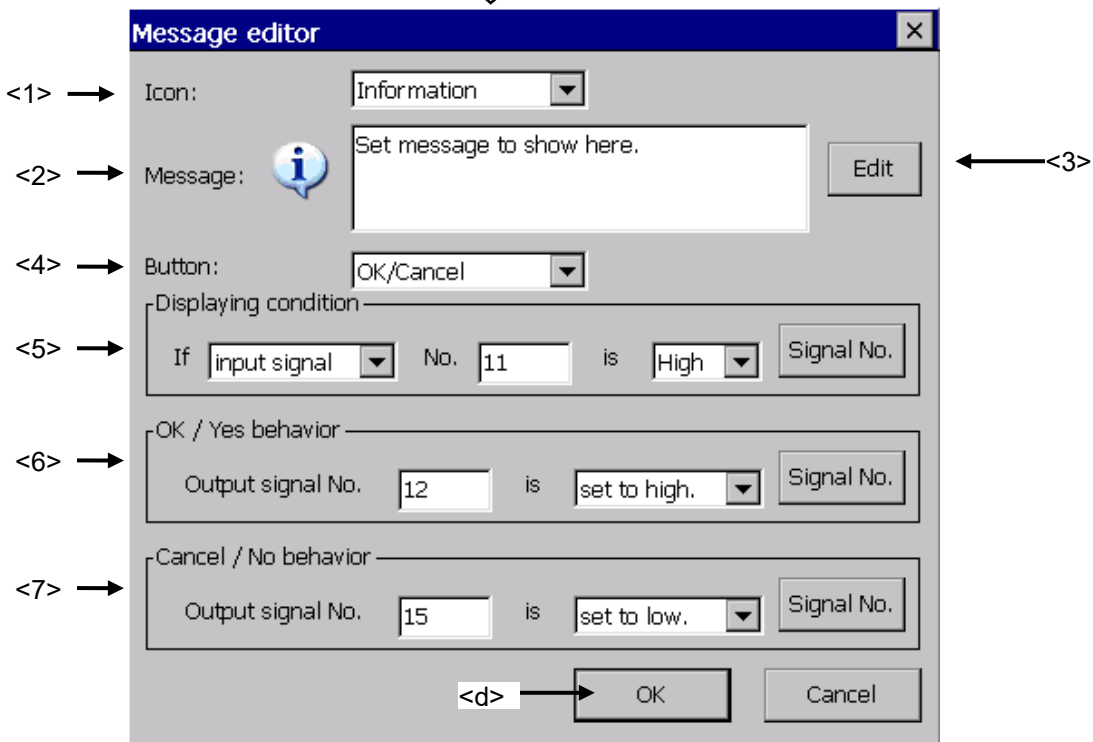 Message editor
<1> Icon: Information
Set message to show here.
<2> Message: Edit <3>
<4> Button: OK/Cancel
Displaying condition
<5> If input signal No. 11 is High Signal No.
OK / Yes behavior
<6> Output signal No. 12 is set to high. Signal No.
Cancel / No behavior
<7> Output signal No. 15 is set to low. Signal No.
<d> OK Cancel